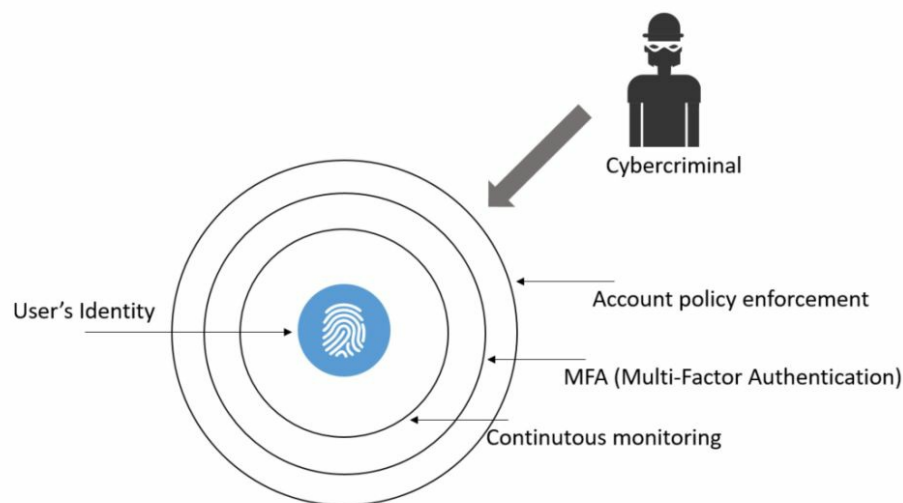 Cybercriminal
Account policy enforcement
User's Identity
MFA (Multi-Factor Authentication)
Continutous monitoring